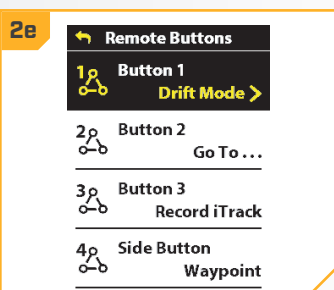 2e
Remote Buttons
1
Button 1
Drift Mode >
2
Button 2
Go To ...
3
Button 3
Record iTrack
4
Side Button
Waypoint